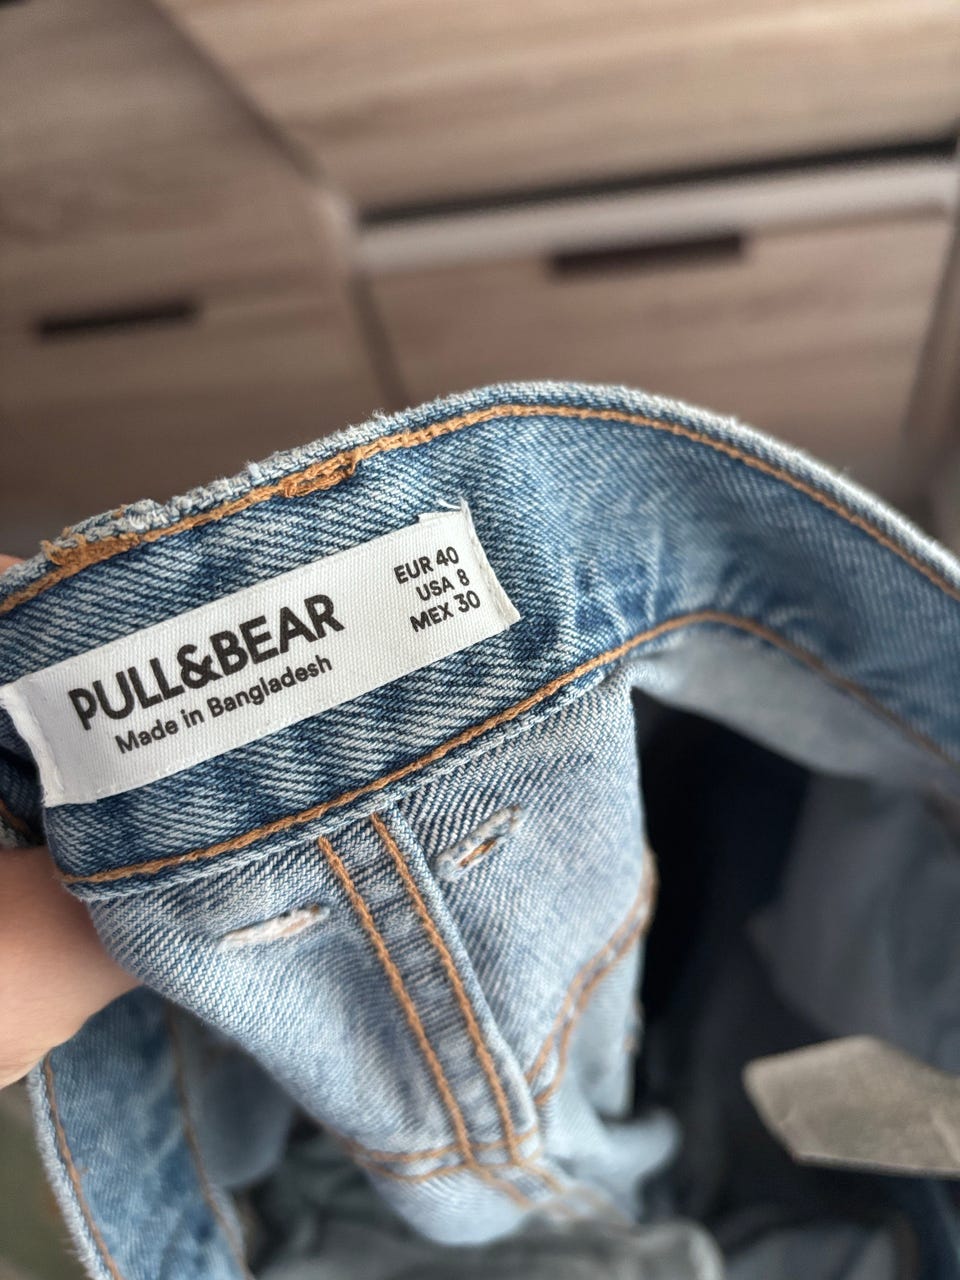 PULL&BEAR
Made in Bangladesh
EUR 40
USA 8
MEX 30